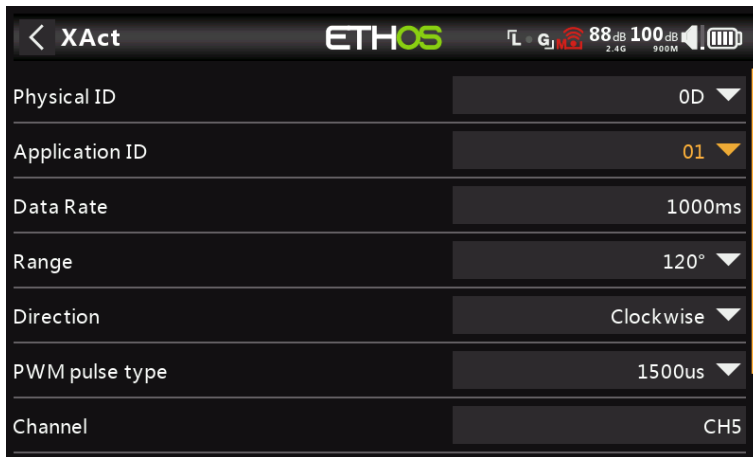 XAct ETHOS L G M 88dB 2.4G 100dB 900M
Physical ID 0D
Application ID 01
Data Rate 1000ms
Range 120°
Direction Clockwise
PWM pulse type 1500us
Channel CH5